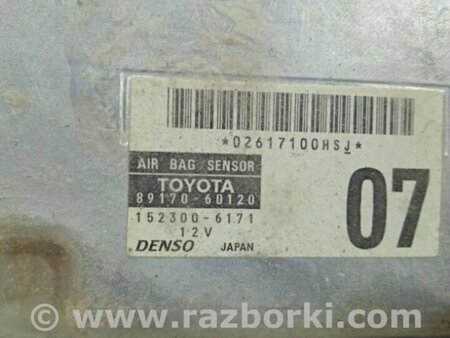 *02617100HSJ*
AIR BAG SENSOR
TOYOTA
89170-60120
152300-6171
12V
DENSO JAPAN
07
www.razborki.com